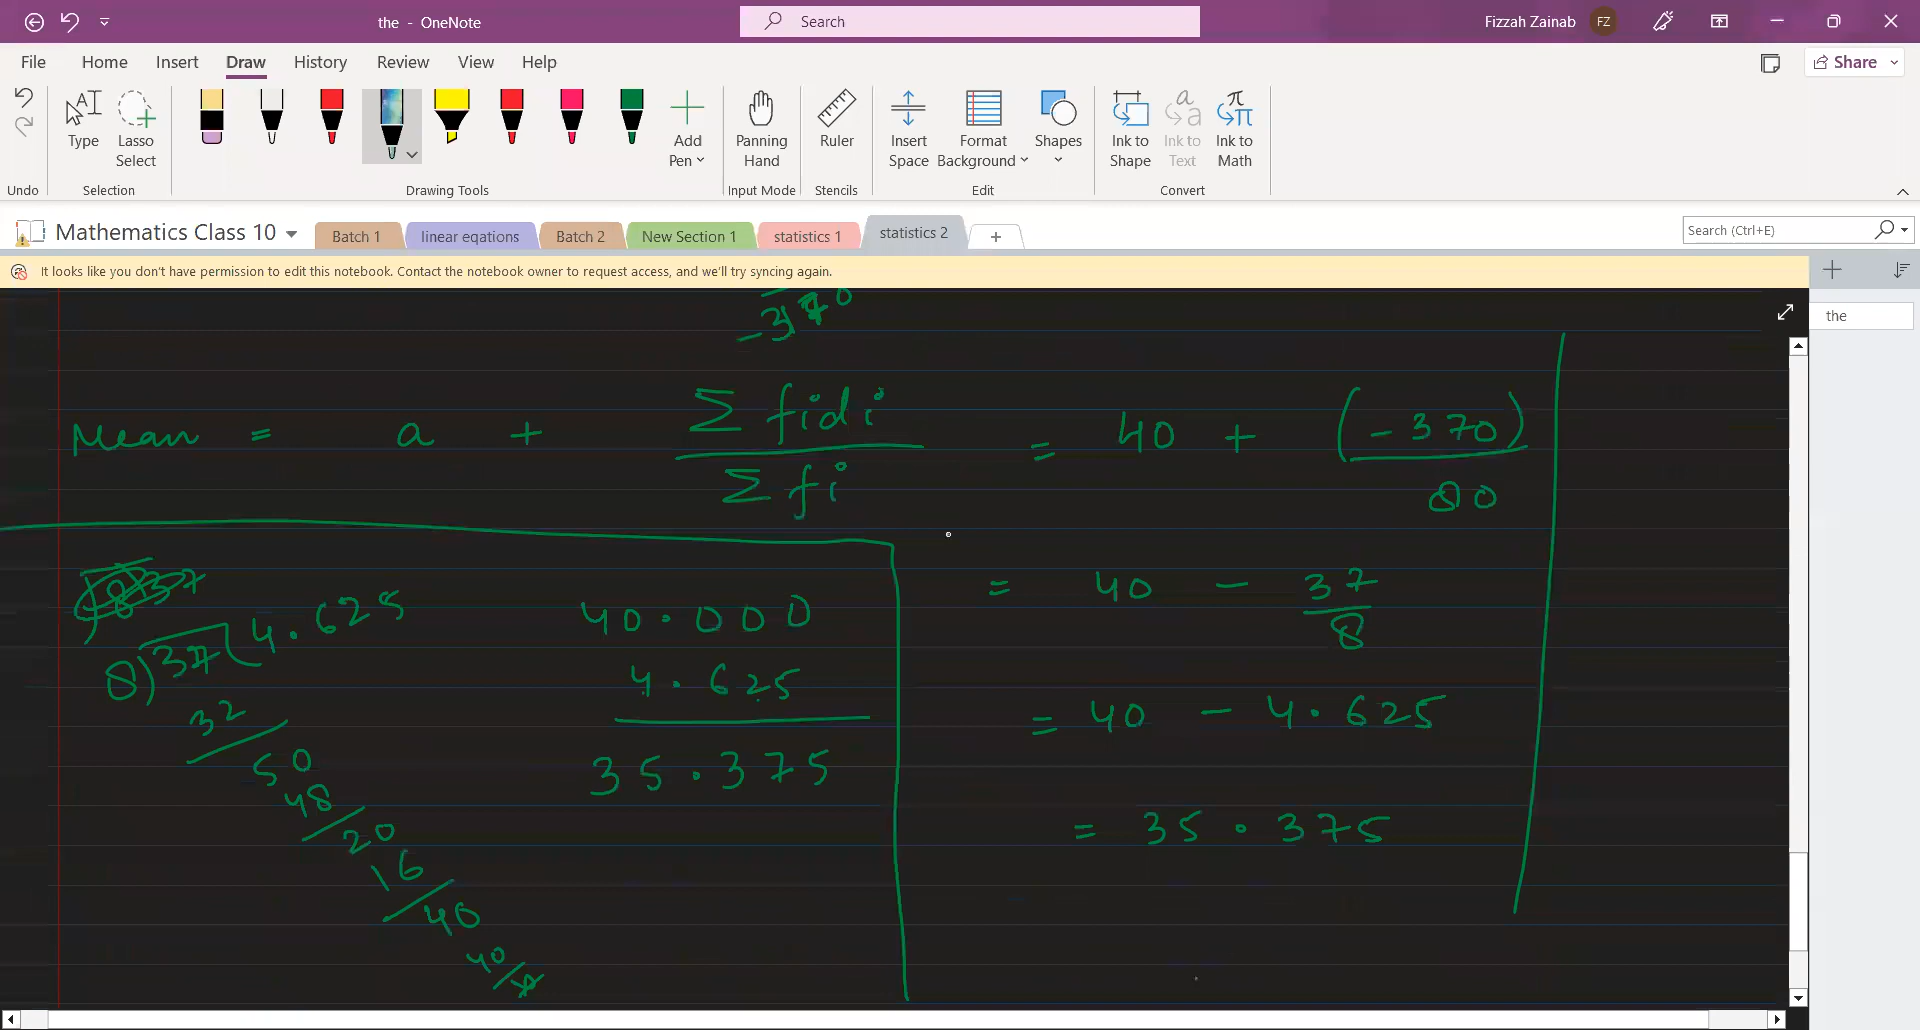 the - OneNote
Search
Fizzah Zainab FZ
File Home Insert Draw History Review View Help
Share
Type
Lasso Select
Add Pen
Panning Hand
Ruler
Insert Space
Format Background
Shapes
Ink to Shape
Ink to Text
Ink to Math
Undo Selection Drawing Tools Input Mode Stencils Edit Convert
Mathematics Class 10 Batch 1 linear eqations Batch 2 New Section 1 statistics 1 statistics 2 +
Search (Ctrl+E)
It looks like you don't have permission to edit this notebook. Contact the notebook owner to request access, and we'll try syncing again.
the
-370
Mean = a + Σ fidi / Σ fi = 40 + (-370) / 80
= 40 - 37 / 8
= 40 - 4.625
= 35.375
8)37(4.625
32
50
48
20
16
40
40
40.000
4.625
35.375